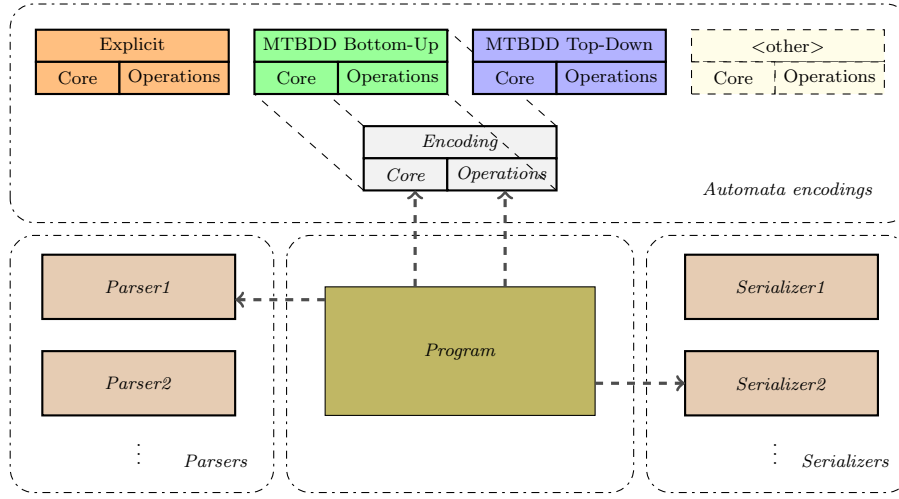 Explicit
Core Operations
MTBDD Bottom-Up
Core Operations
MTBDD Top-Down
Core Operations
<other>
Core Operations
Encoding
Core Operations
Automata encodings
Parser1
Parser2
⋮
Parsers
Program
Serializer1
Serializer2
⋮
Serializers